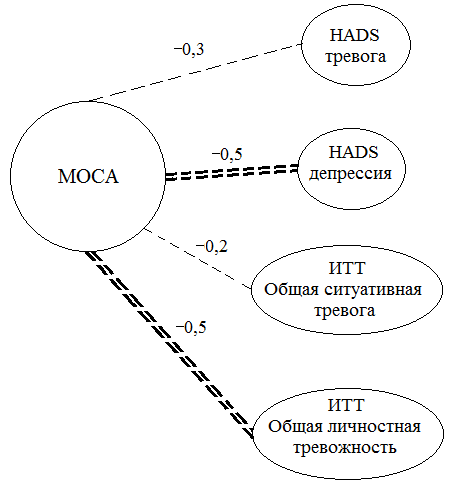 −0,3
HADS
тревога
МОСА
−0,5
HADS
депрессия
−0,2
ИТТ
Общая ситуативная
тревога
−0,5
ИТТ
Общая личностная
тревожность